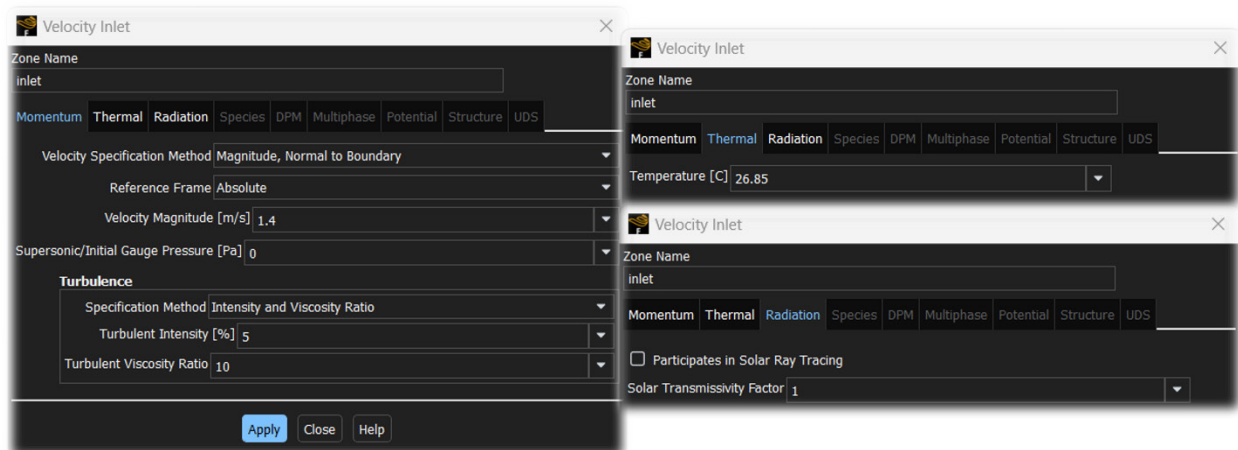 Velocity Inlet
Zone Name
inlet
Momentum Thermal Radiation Species DPM Multiphase Potential Structure UDS
Velocity Specification Method Magnitude, Normal to Boundary
Reference Frame Absolute
Velocity Magnitude [m/s] 1.4
Supersonic/Initial Gauge Pressure [Pa] 0
Turbulence
Specification Method Intensity and Viscosity Ratio
Turbulent Intensity [%] 5
Turbulent Viscosity Ratio 10
Apply Close Help
Velocity Inlet
Zone Name
inlet
Momentum Thermal Radiation Species DPM Multiphase Potential Structure UDS
Temperature [C] 26.85
Velocity Inlet
Zone Name
inlet
Momentum Thermal Radiation Species DPM Multiphase Potential Structure UDS
Participates in Solar Ray Tracing
Solar Transmissivity Factor 1